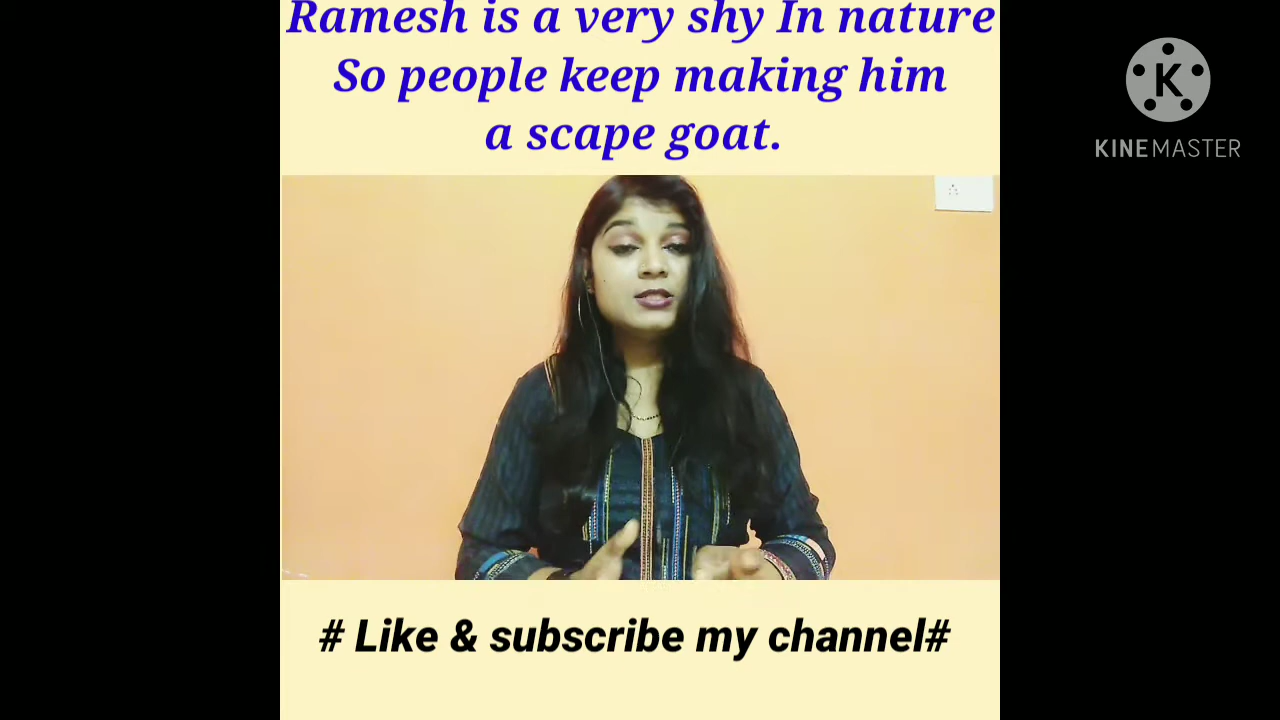 Ramesh is a very shy In nature
So people keep making him
a scape goat.
K
KINEMASTER
# Like & subscribe my channel#